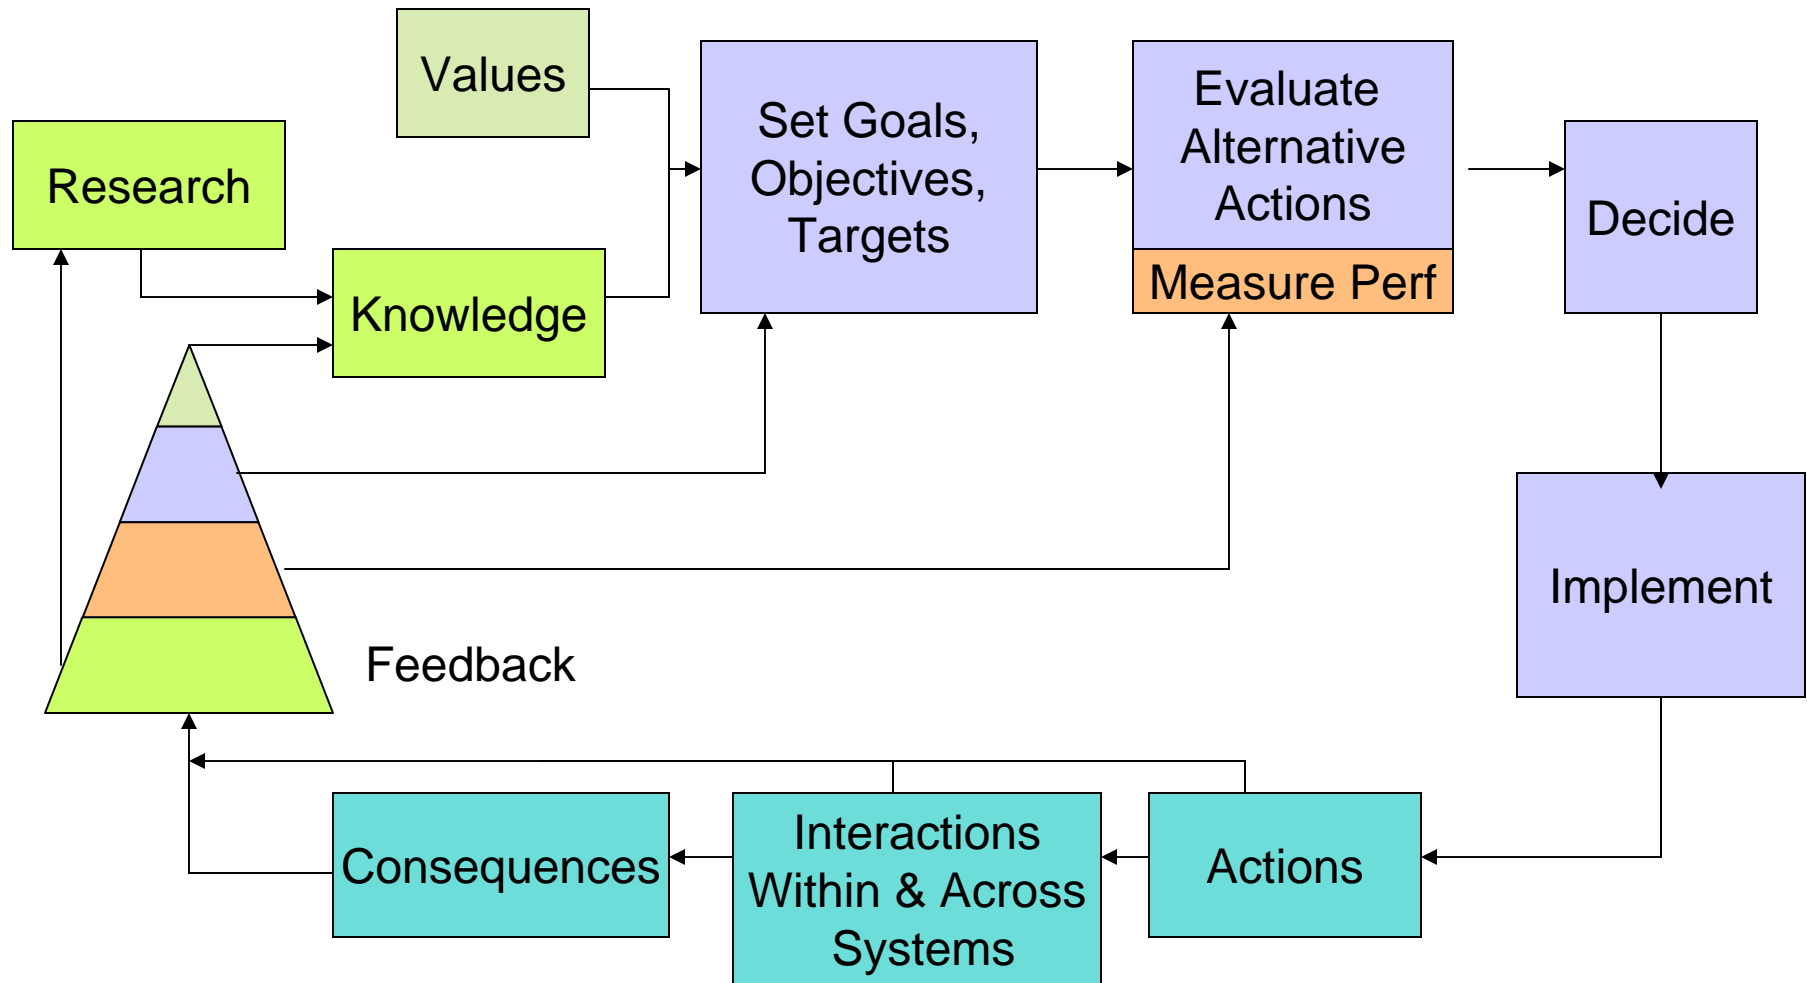 Values
Research
Knowledge
Set Goals,
Objectives,
Targets
Evaluate
Alternative
Actions
Measure Perf
Decide
Implement
Feedback
Consequences
Interactions
Within & Across
Systems
Actions